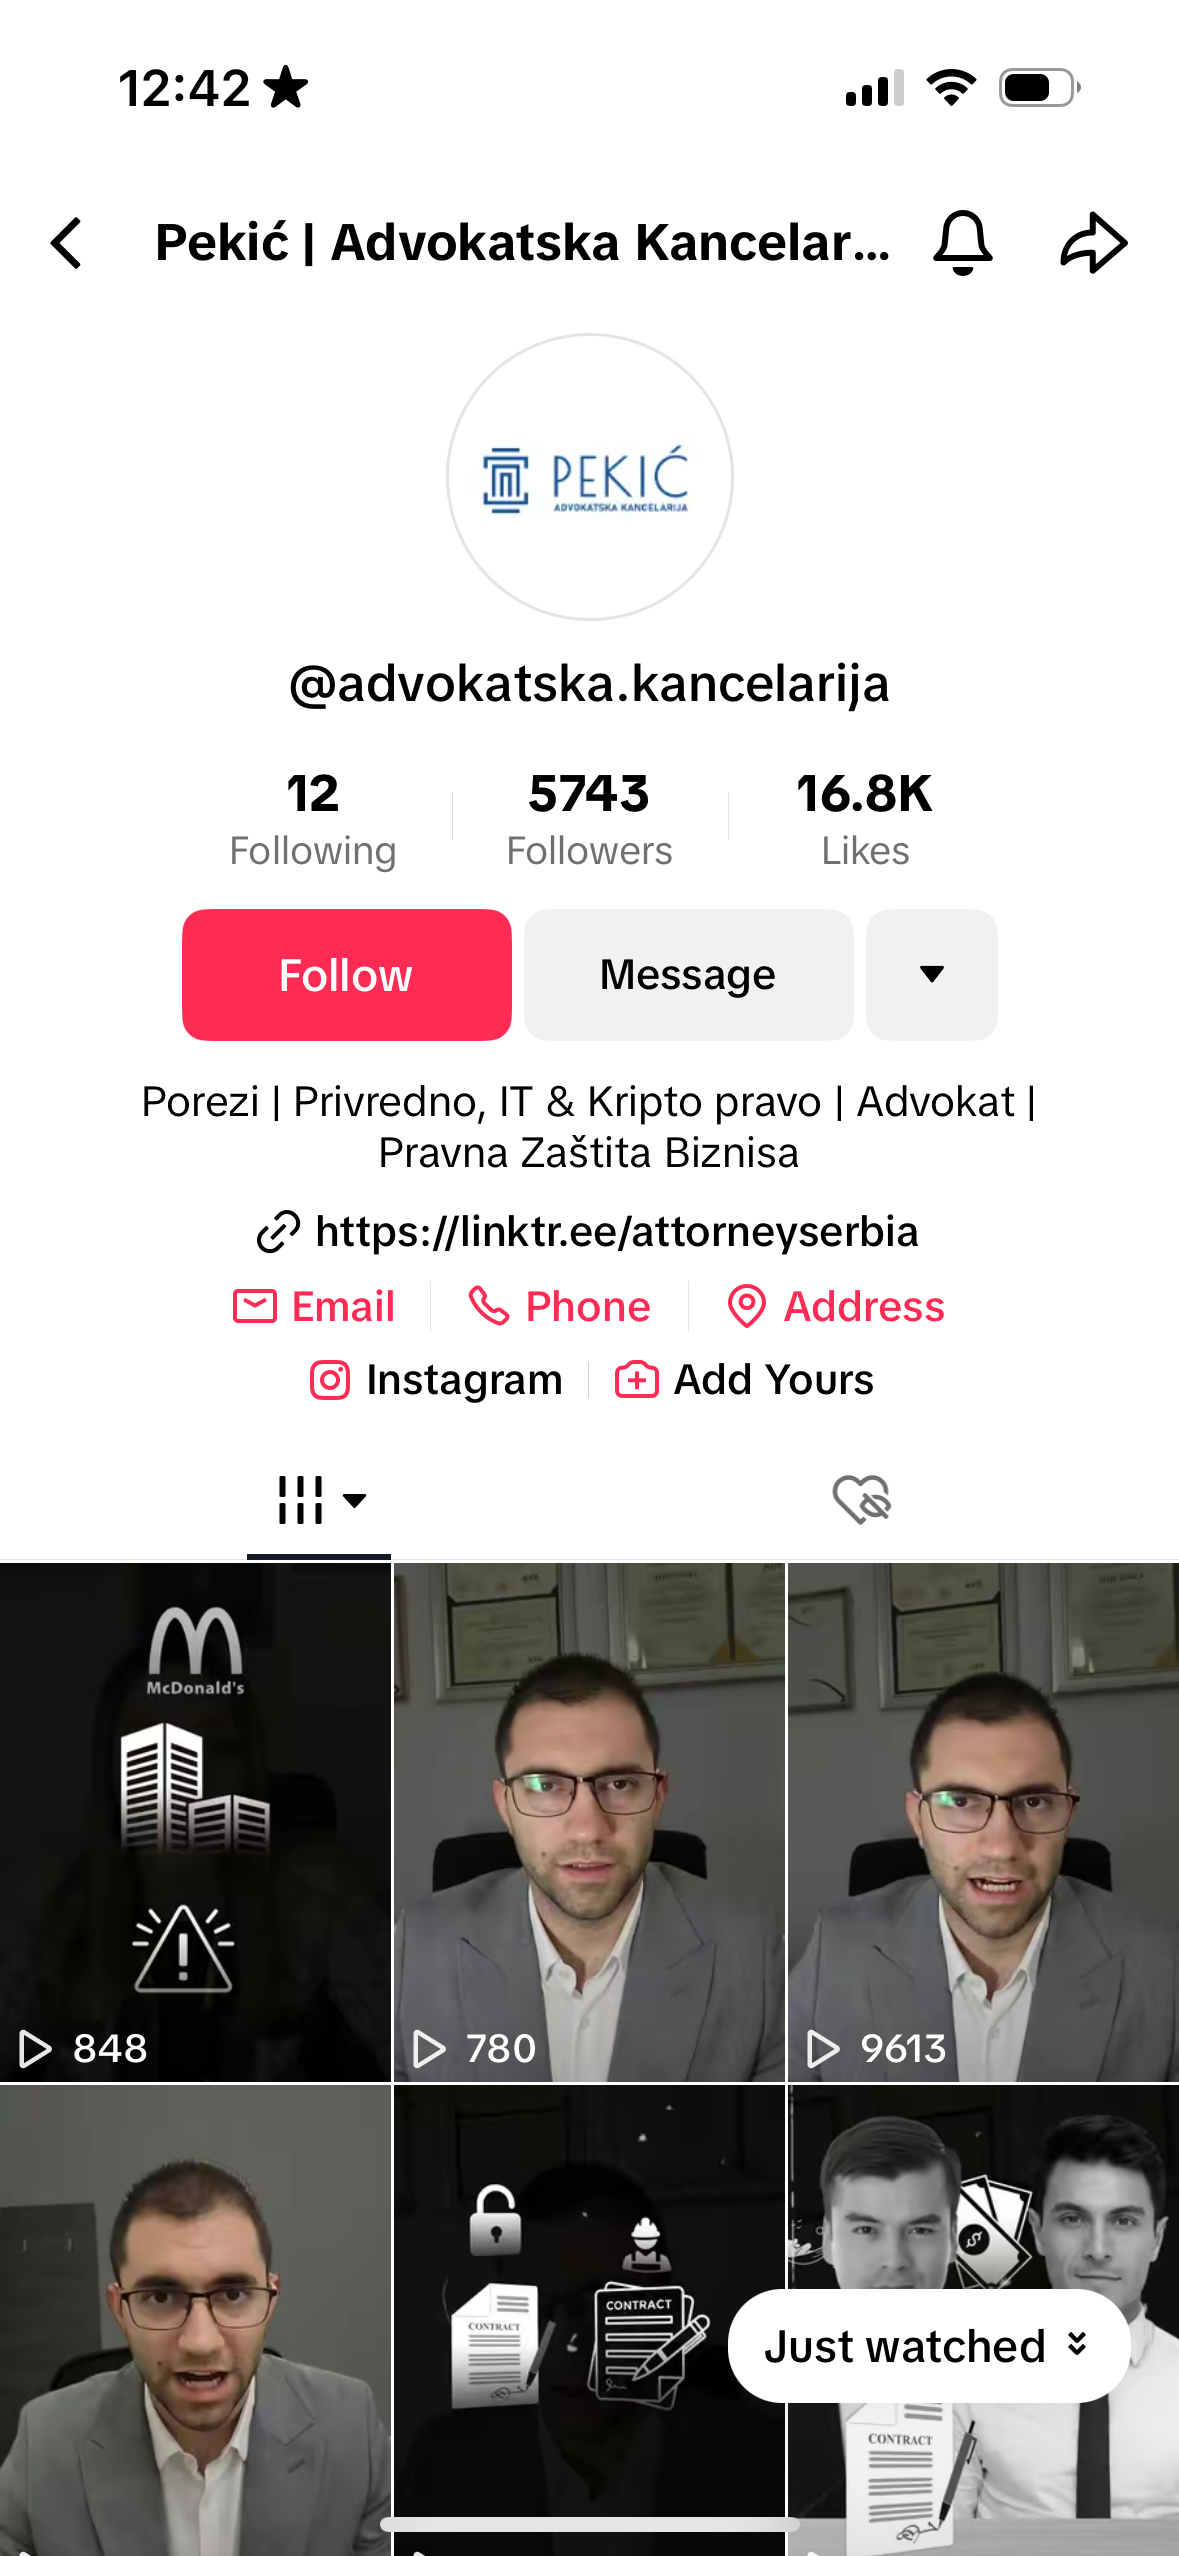 12:42
Pekić | Advokatska Kancelar...
PEKIĆ
ADVOKATSKA KANCELARIJA
@advokatska.kancelarija
12 5743 16.8K
Following Followers Likes
Follow Message
Porezi | Privredno, IT & Kripto pravo | Advokat |
Pravna Zaštita Biznisa
https://linktr.ee/attorneyserbia
Email Phone Address
Instagram Add Yours
McDonald's
848 780 9613
CONTRACT
CONTRACT
Just watched
CONTRACT